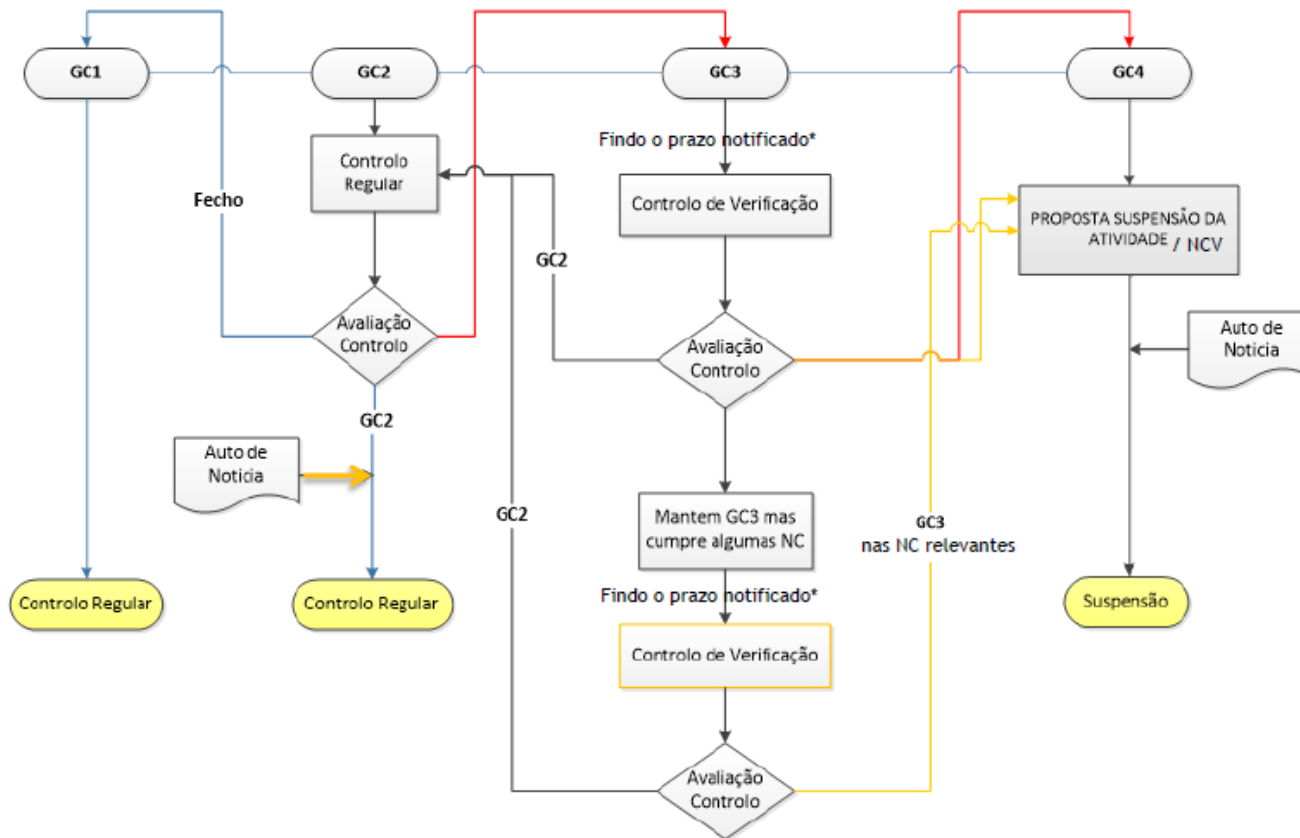 GC1
GC2
GC3
GC4
Findo o prazo notificado*
Controlo
Regular
Fecho
Controlo de Verificação
PROPOSTA SUSPENSÃO DA
ATIVIDADE / NCV
GC2
Avaliação
Controlo
Avaliação
Controlo
Auto de
Noticia
GC2
Auto de
Noticia
GC2
Mantem GC3 mas
cumpre algumas NC
GC3
nas NC relevantes
Findo o prazo notificado*
Controlo Regular
Controlo Regular
Suspensão
Controlo de Verificação
Avaliação
Controlo